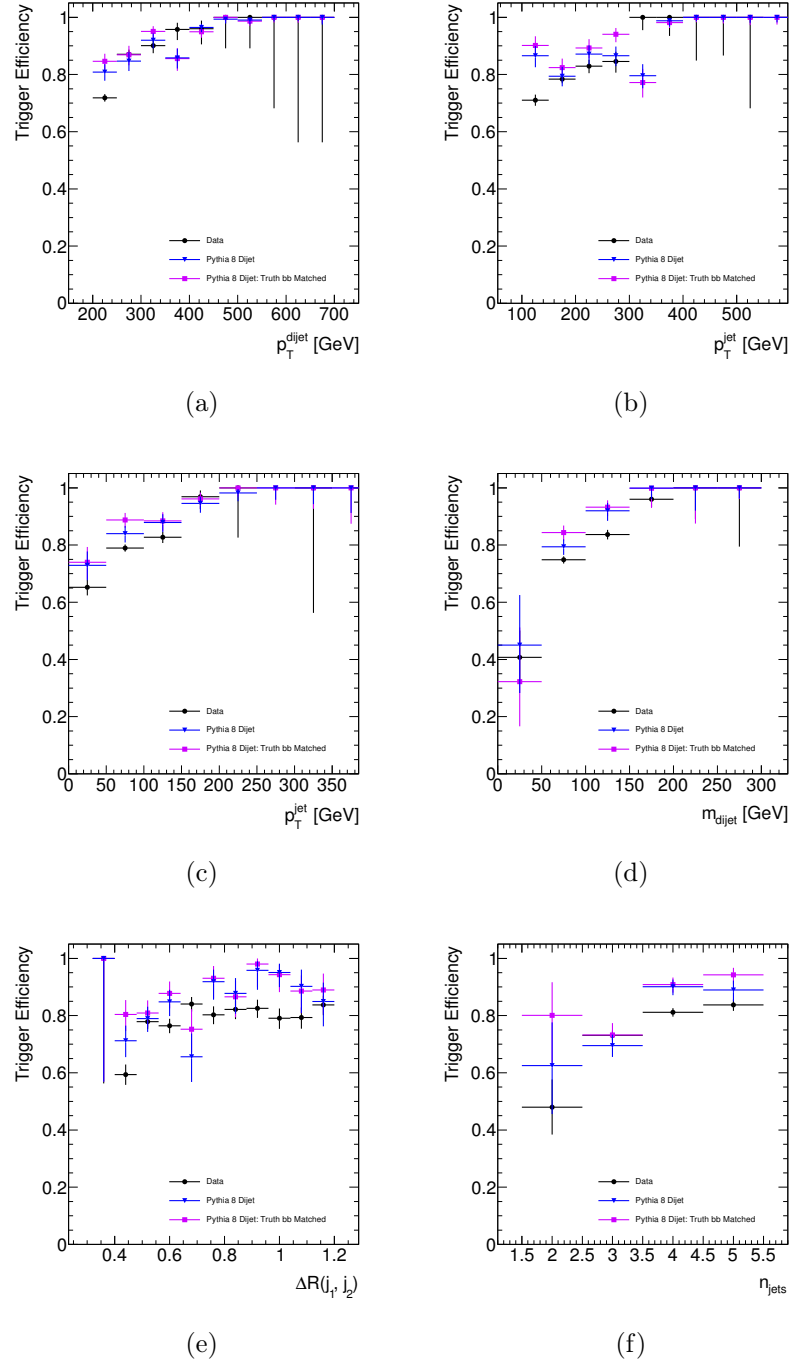 Trigger Efficiency
1
0.8
0.6
0.4
0.2
0
Data
Pythia 8 Dijet
Pythia 8 Dijet: Truth bb Matched
200 300 400 500 600 700
p_T^dijet [GeV]
(a)
Trigger Efficiency
1
0.8
0.6
0.4
0.2
0
Data
Pythia 8 Dijet
Pythia 8 Dijet: Truth bb Matched
100 200 300 400 500
p_T^jet [GeV]
(b)
Trigger Efficiency
1
0.8
0.6
0.4
0.2
0
Data
Pythia 8 Dijet
Pythia 8 Dijet: Truth bb Matched
0 50 100 150 200 250 300 350
p_T^jet [GeV]
(c)
Trigger Efficiency
1
0.8
0.6
0.4
0.2
0
Data
Pythia 8 Dijet
Pythia 8 Dijet: Truth bb Matched
0 50 100 150 200 250 300
m_dijet [GeV]
(d)
Trigger Efficiency
1
0.8
0.6
0.4
0.2
0
Data
Pythia 8 Dijet
Pythia 8 Dijet: Truth bb Matched
0.4 0.6 0.8 1 1.2
ΔR(j_1, j_2)
(e)
Trigger Efficiency
1
0.8
0.6
0.4
0.2
0
Data
Pythia 8 Dijet
Pythia 8 Dijet: Truth bb Matched
1.5 2 2.5 3 3.5 4 4.5 5 5.5
n_jets
(f)